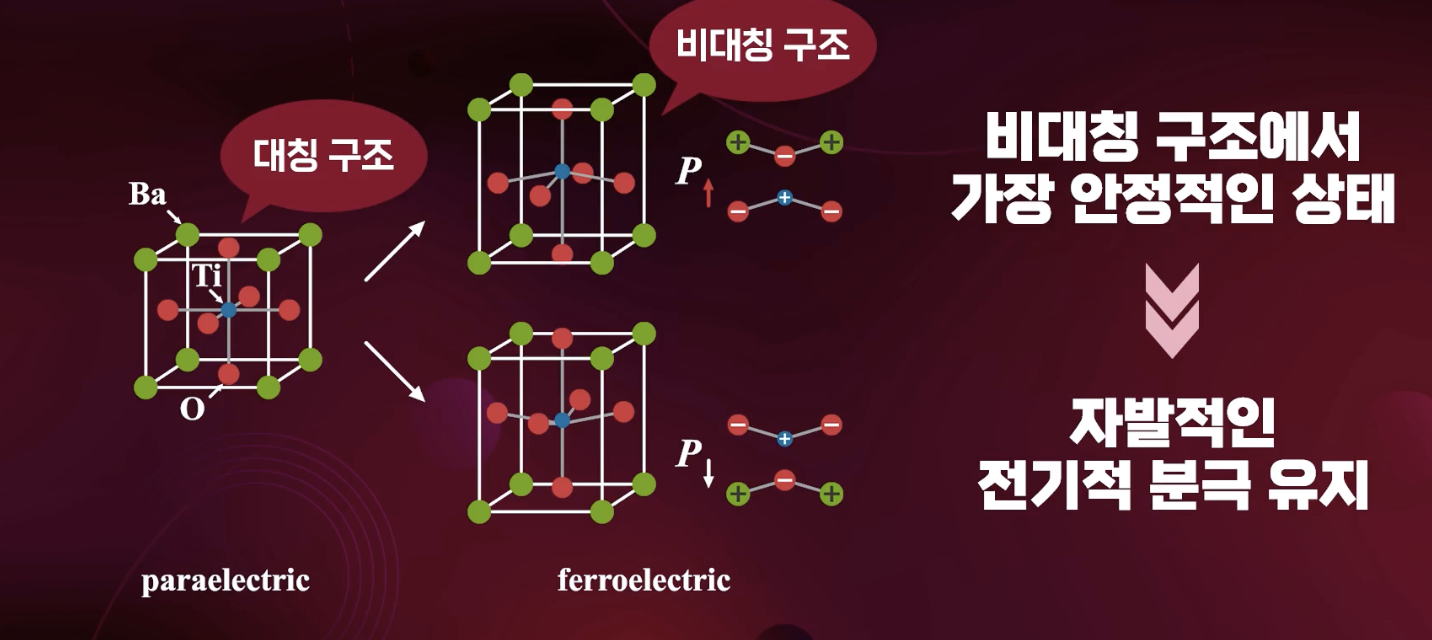 대칭 구조
Ba
Ti
O
paraelectric
비대칭 구조
P
+ +
−
+
− −
P
− −
+
−
+ +
ferroelectric
비대칭 구조에서
가장 안정적인 상태
자발적인
전기적 분극 유지